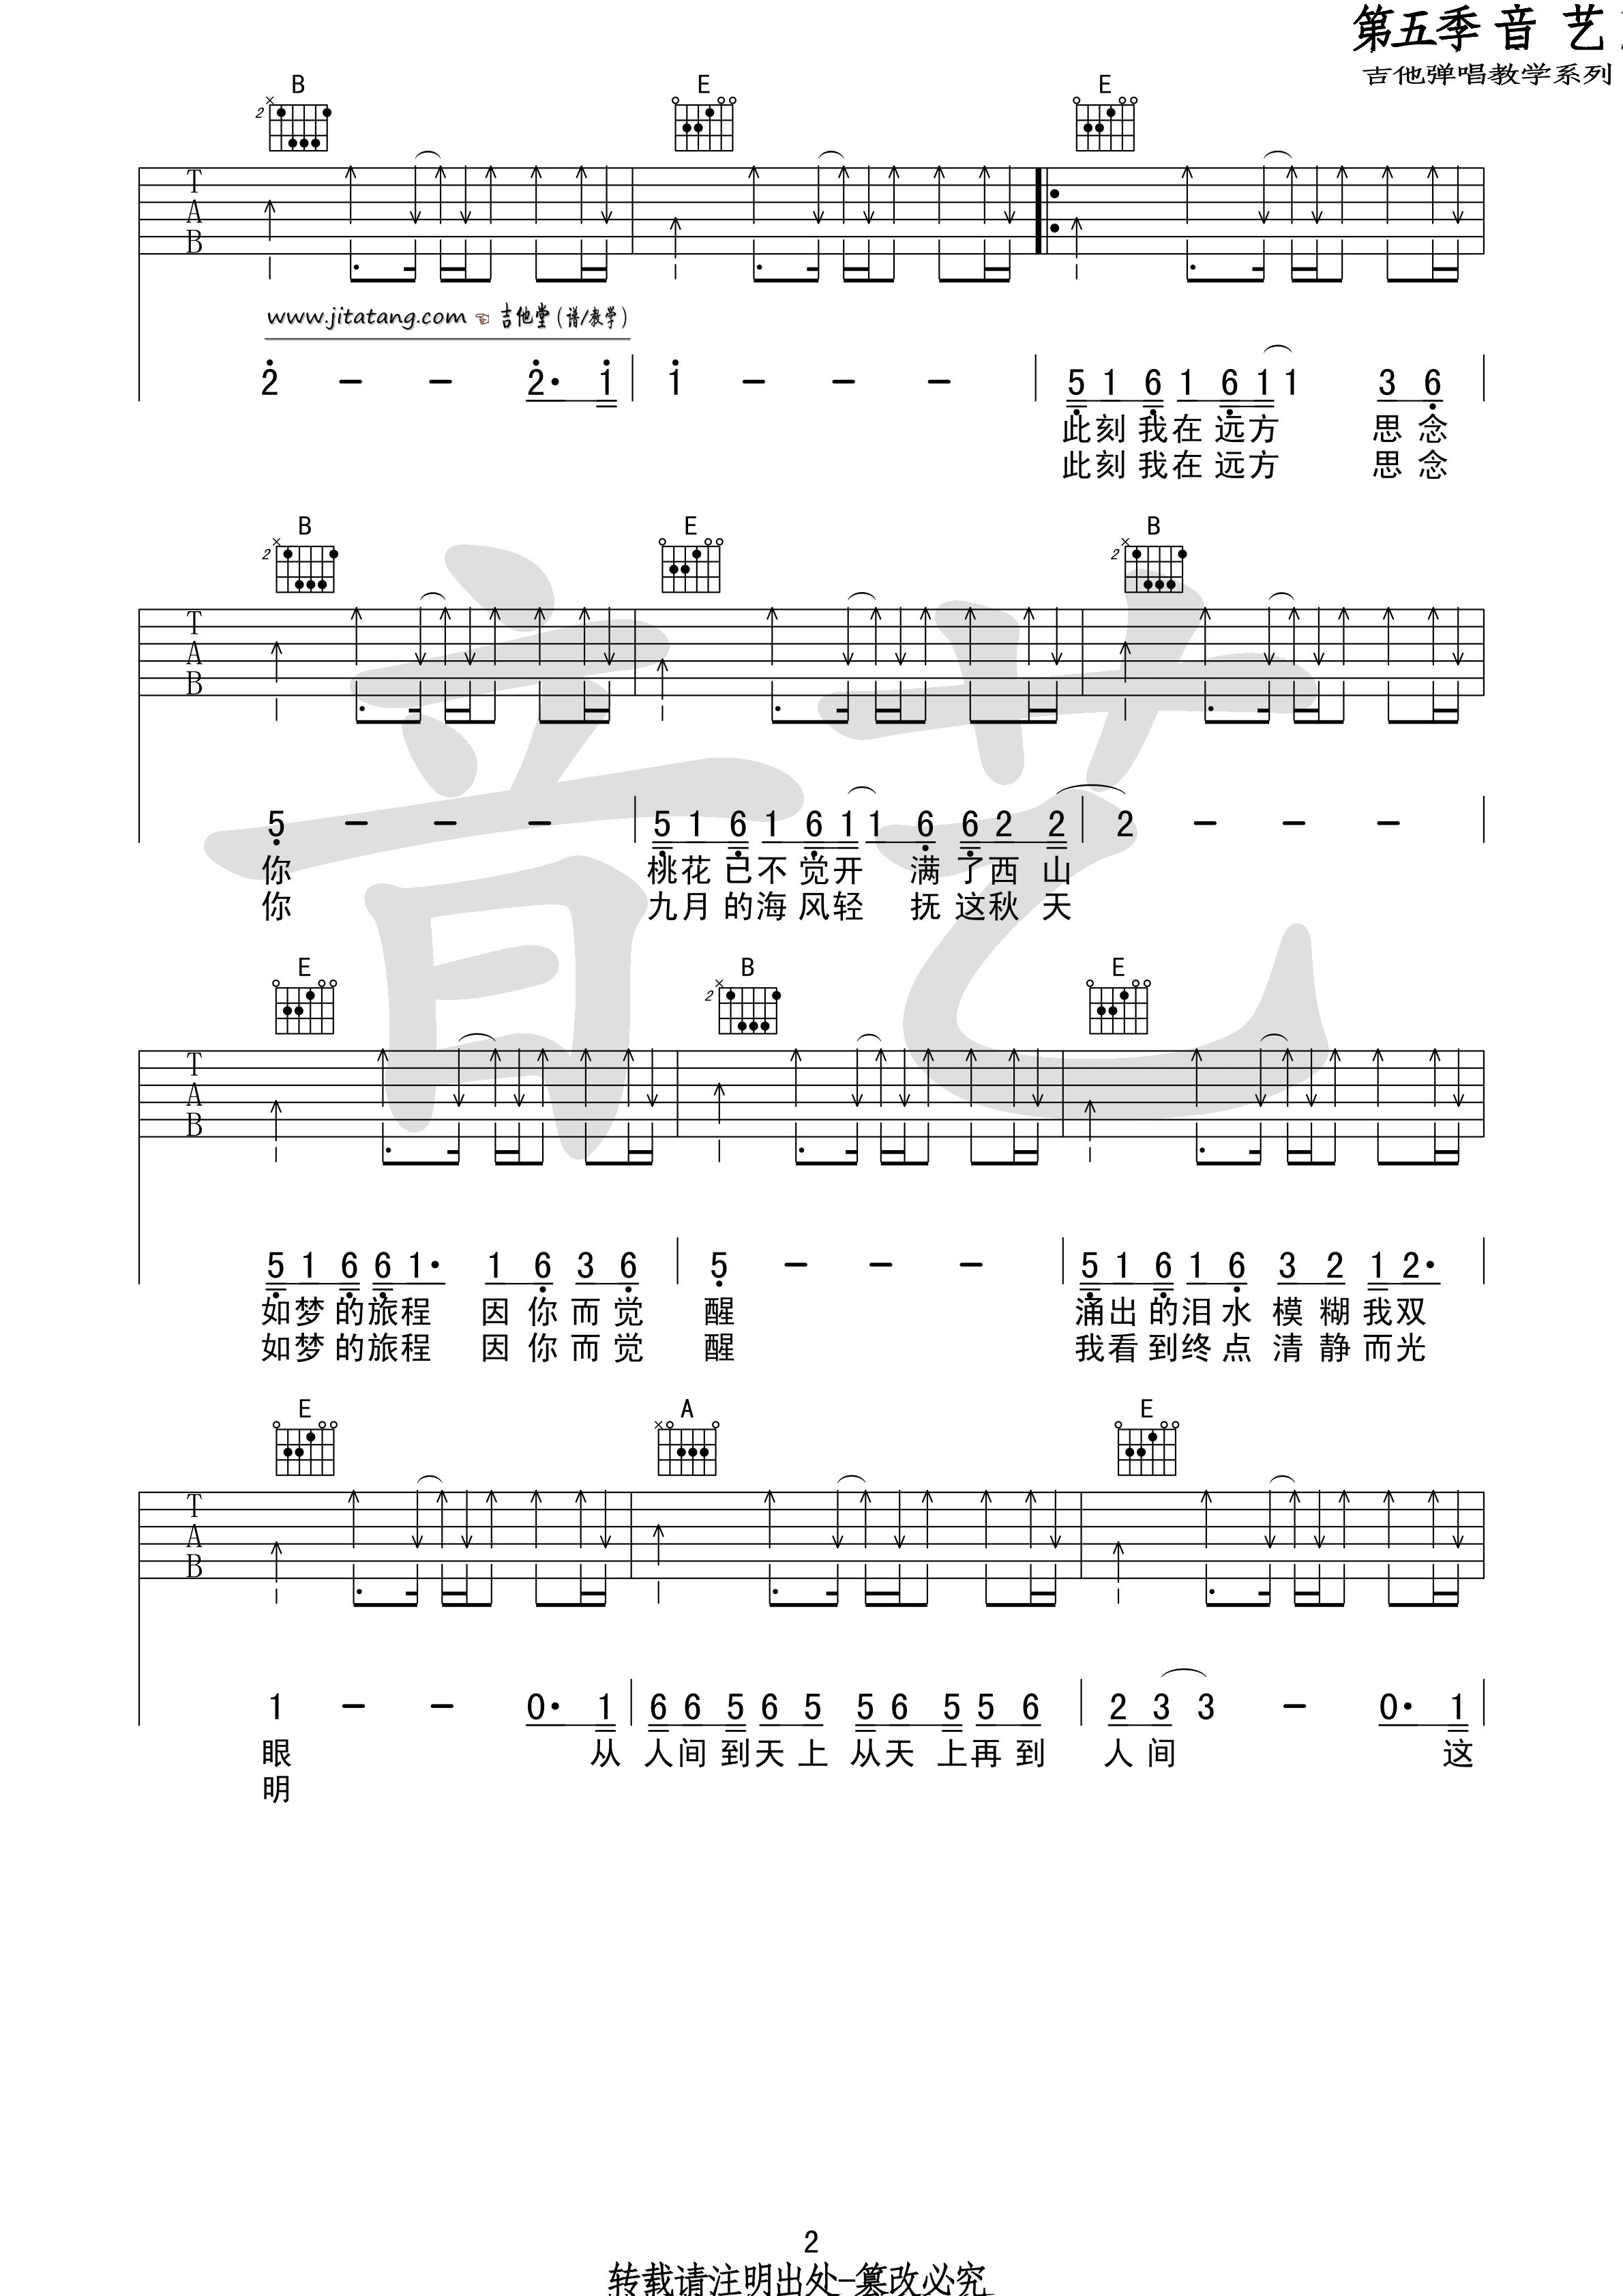 第五季 音 艺
吉他弹唱教学系列
B E E
2
T
A
B
www.jitatang.com ☜ 吉他堂(谱/教学)
2 - - 2· 1 1 - - - 5 1 6 1 6 1 1 3 6
此刻我在远方 思念
此刻我在远方 思念
B E B
2 2
T
A
B
5 - - - 5 1 6 1 6 1 1 6 6 2 2 2 - - -
你 桃花已不觉开 满了西山
你 九月的海风轻 抚这秋天
音艺
E B E
2
T
A
B
5 1 6 6 1· 1 6 3 6 5 - - - 5 1 6 1 6 3 2 1 2·
如梦的旅程 因你而觉 醒 涌出的泪水模糊我双
如梦的旅程 因你而觉 醒 我看到终点清静而光
E A E
T
A
B
1 - - 0· 1 6 6 5 6 5 5 6 5 5 6 2 3 3 - 0· 1
眼 从 人间到天上 从天上再到 人间 这
明
2
转载请注明出处-篡改必究